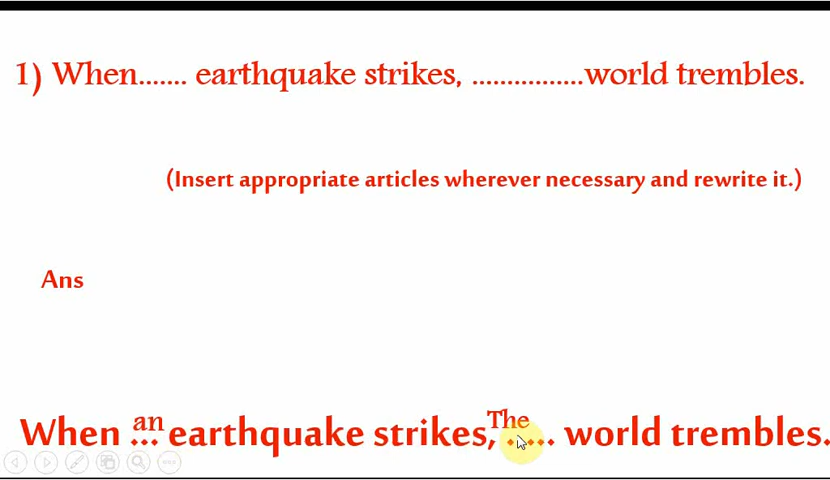 1) When....... earthquake strikes, ................world trembles.
(Insert appropriate articles wherever necessary and rewrite it.)
Ans
an The
When ... earthquake strikes, ...... world trembles.